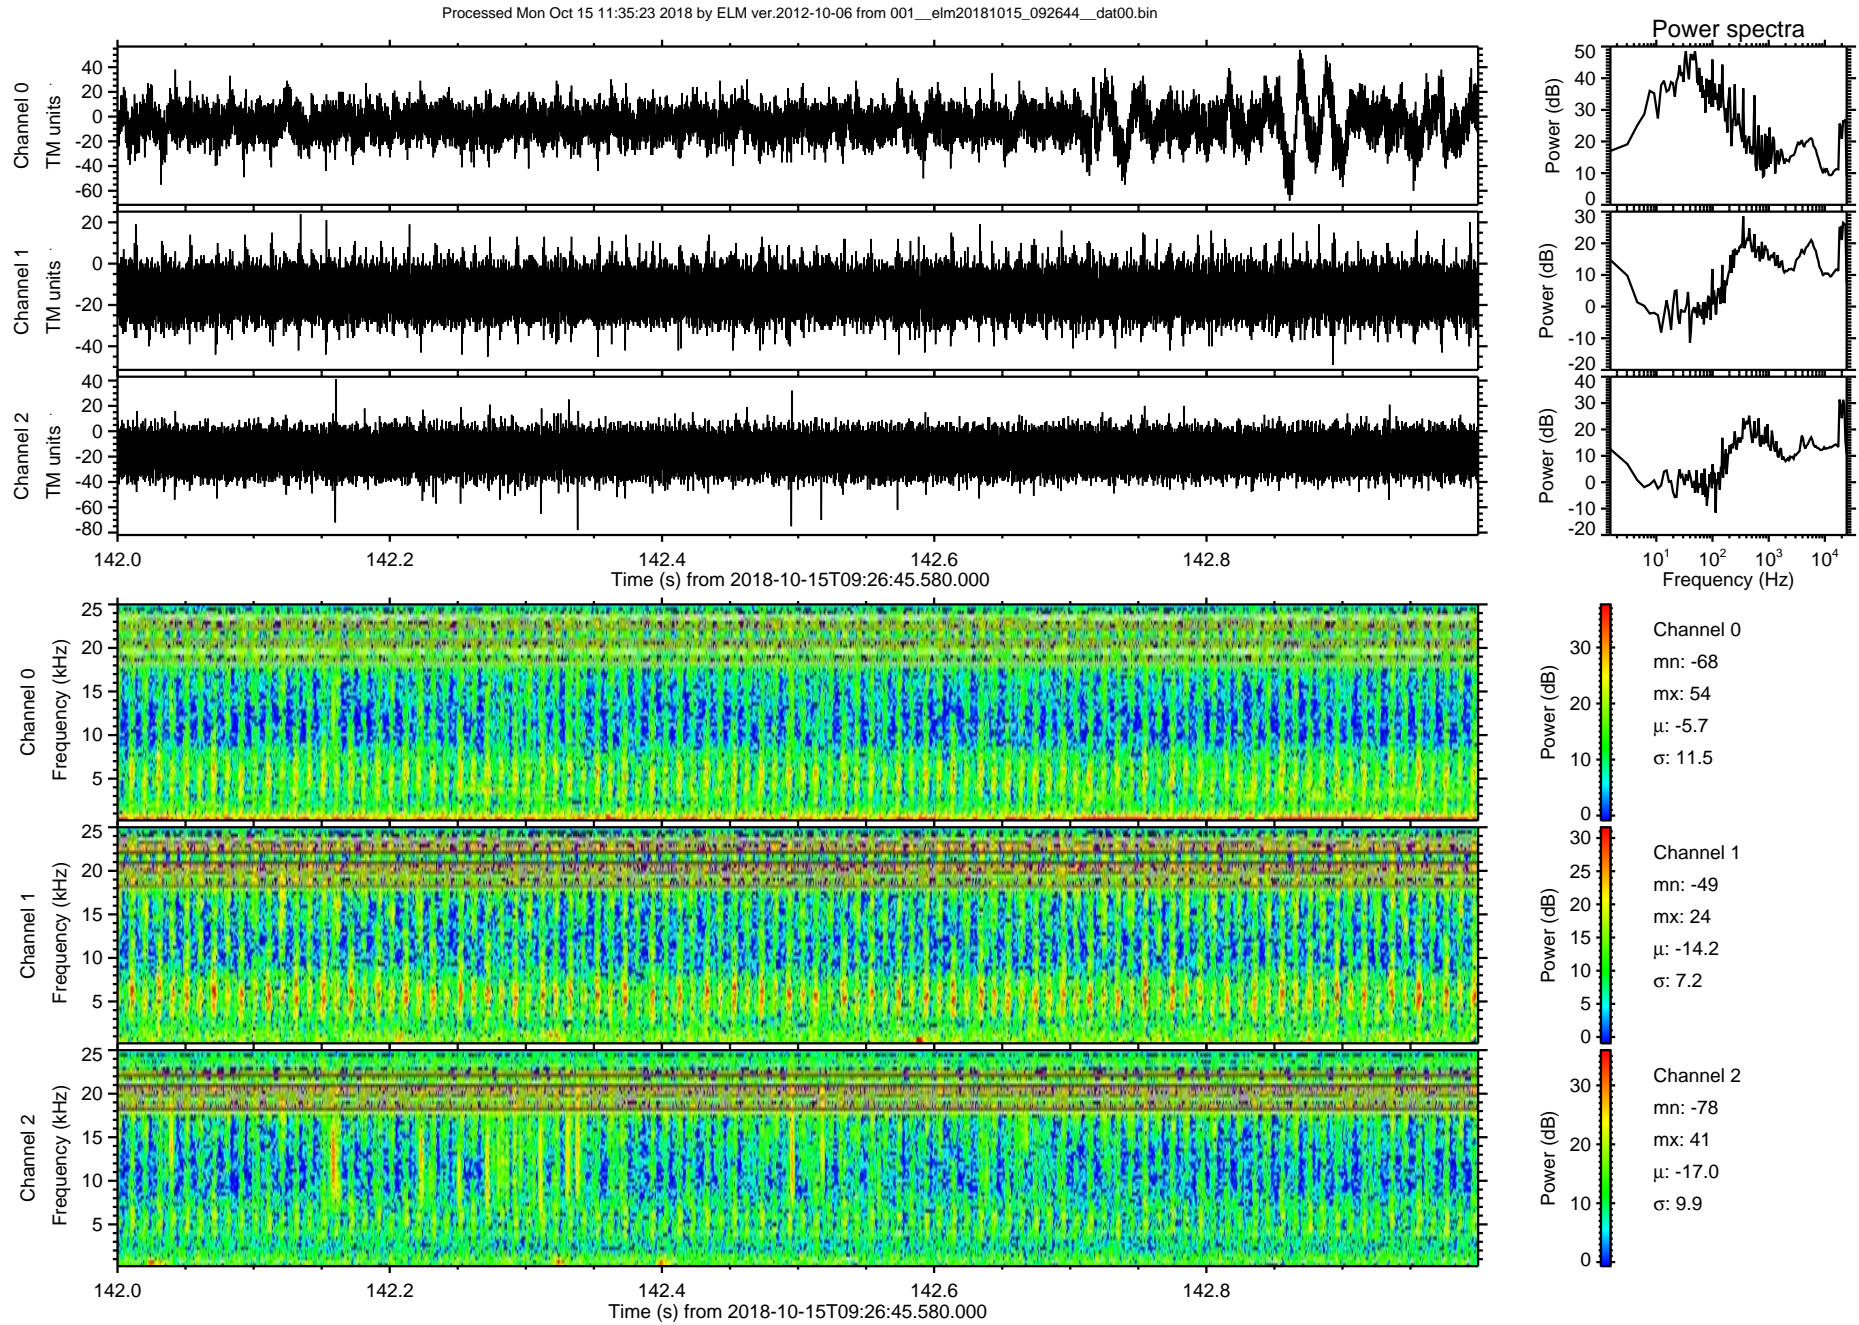 Processed Mon Oct 15 11:35:23 2018 by ELM ver.2012-10-06 from 001__elm20181015_092644__dat00.bin
Power spectra
Channel 0
TM units
40
20
0
-20
-40
-60
Power (dB)
50
40
30
20
10
0
Channel 1
TM units
20
0
-20
-40
Power (dB)
30
20
10
0
-10
-20
Channel 2
TM units
40
20
0
-20
-40
-60
-80
Power (dB)
40
30
20
10
0
-10
-20
142.0 142.2 142.4 142.6 142.8
Time (s) from 2018-10-15T09:26:45.580.000
10^1 10^2 10^3 10^4
Frequency (Hz)
Channel 0
Frequency (kHz)
25
20
15
10
5
Power (dB)
30
20
10
0
Channel 0
mn: -68
mx: 54
μ: -5.7
σ: 11.5
Channel 1
Frequency (kHz)
25
20
15
10
5
Power (dB)
30
25
20
15
10
5
0
Channel 1
mn: -49
mx: 24
μ: -14.2
σ: 7.2
Channel 2
Frequency (kHz)
25
20
15
10
5
Power (dB)
30
20
10
0
Channel 2
mn: -78
mx: 41
μ: -17.0
σ: 9.9
142.0 142.2 142.4 142.6 142.8
Time (s) from 2018-10-15T09:26:45.580.000